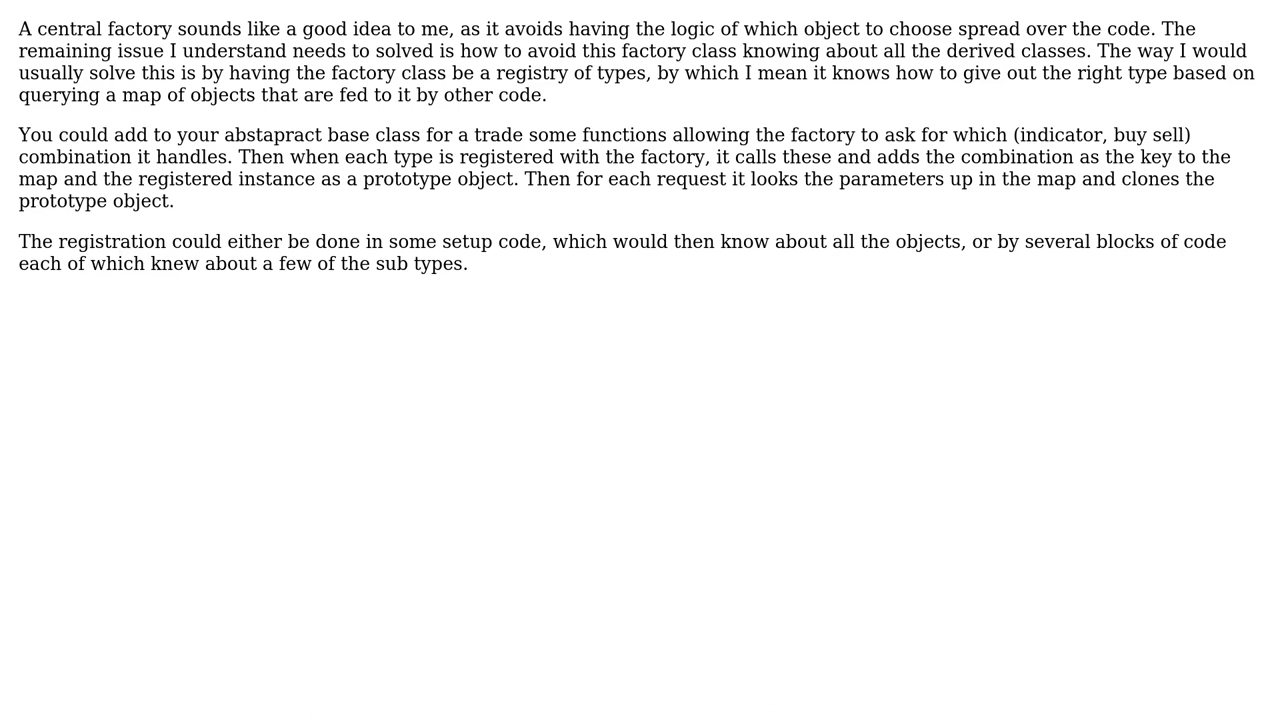 A central factory sounds like a good idea to me, as it avoids having the logic of which object to choose spread over the code. The
remaining issue I understand needs to solved is how to avoid this factory class knowing about all the derived classes. The way I would
usually solve this is by having the factory class be a registry of types, by which I mean it knows how to give out the right type based on
querying a map of objects that are fed to it by other code.
You could add to your abstapract base class for a trade some functions allowing the factory to ask for which (indicator, buy sell)
combination it handles. Then when each type is registered with the factory, it calls these and adds the combination as the key to the
map and the registered instance as a prototype object. Then for each request it looks the parameters up in the map and clones the
prototype object.
The registration could either be done in some setup code, which would then know about all the objects, or by several blocks of code
each of which knew about a few of the sub types.